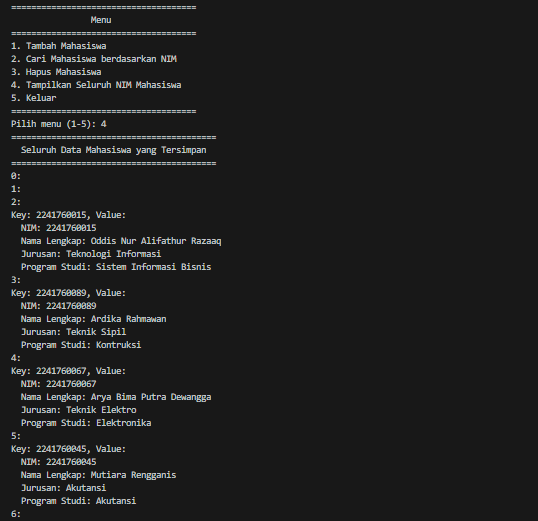 =====================================
Menu
=====================================
1. Tambah Mahasiswa
2. Cari Mahasiswa berdasarkan NIM
3. Hapus Mahasiswa
4. Tampilkan Seluruh NIM Mahasiswa
5. Keluar
=====================================
Pilih menu (1-5): 4
=========================================
Seluruh Data Mahasiswa yang Tersimpan
=========================================
0:
1:
2:
Key: 2241760015, Value:
NIM: 2241760015
Nama Lengkap: Oddis Nur Alifathur Razaaq
Jurusan: Teknologi Informasi
Program Studi: Sistem Informasi Bisnis
3:
Key: 2241760089, Value:
NIM: 2241760089
Nama Lengkap: Ardika Rahmawan
Jurusan: Teknik Sipil
Program Studi: Kontruksi
4:
Key: 2241760067, Value:
NIM: 2241760067
Nama Lengkap: Arya Bima Putra Dewangga
Jurusan: Teknik Elektro
Program Studi: Elektronika
5:
Key: 2241760045, Value:
NIM: 2241760045
Nama Lengkap: Mutiara Rengganis
Jurusan: Akutansi
Program Studi: Akutansi
6: